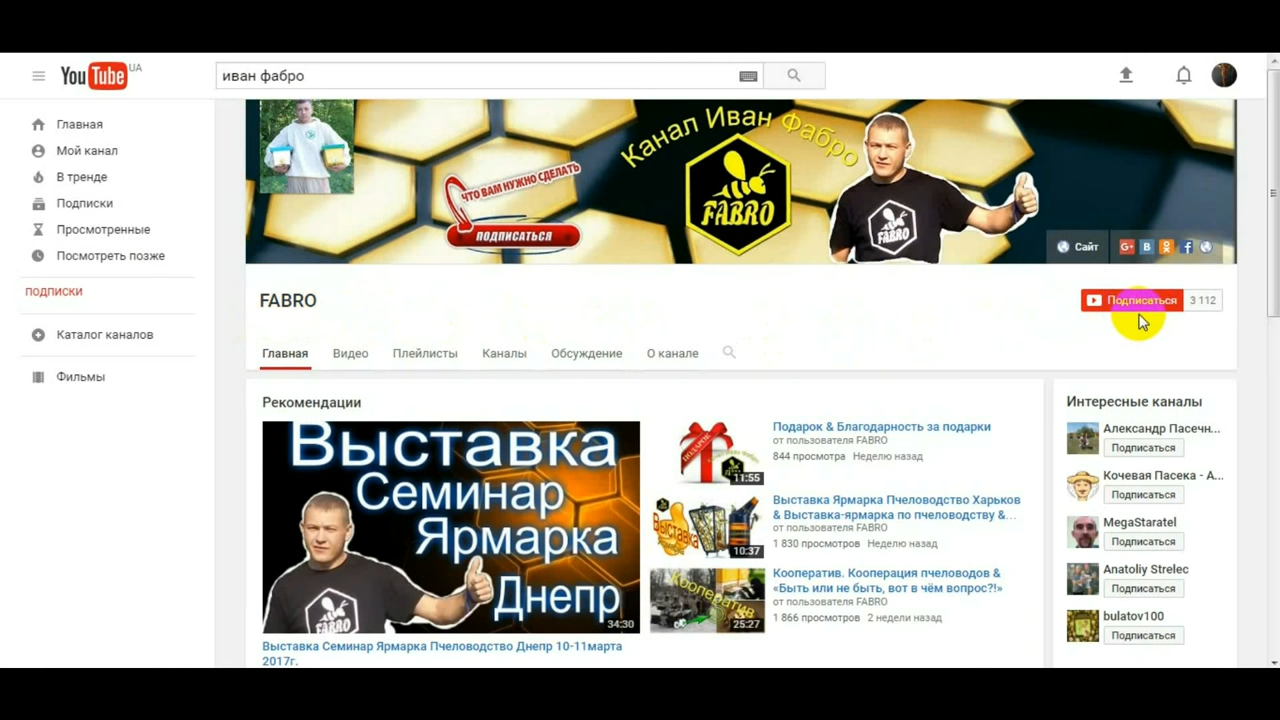 YouTube UA
иван фабро
Главная
Мой канал
В тренде
Подписки
Просмотренные
Посмотреть позже
ПОДПИСКИ
Каталог каналов
Фильмы
Канал Иван Фабро
ЧТО ВАМ НУЖНО СДЕЛАТЬ
ПОДПИСАТЬСЯ
FABRO
FABRO
Сайт
FABRO
Подписаться 3 112
Главная Видео Плейлисты Каналы Обсуждение О канале
Рекомендации
Выставка
Семинар
Ярмарка
Днепр
FABRO
34:30
Выставка Семинар Ярмарка Пчеловодство Днепр 10-11марта
2017г.
ПОДАРОК
11:55
Подарок & Благодарность за подарки
от пользователя FABRO
844 просмотра Неделю назад
Выставка
10:37
Выставка Ярмарка Пчеловодство Харьков
& Выставка-ярмарка по пчеловодству &...
от пользователя FABRO
1 830 просмотров Неделю назад
Кооператив
25:27
Кооператив. Кооперация пчеловодов &
«Быть или не быть, вот в чём вопрос?!»
от пользователя FABRO
1 866 просмотров 2 недели назад
Интересные каналы
Александр Пасечн...
Подписаться
Кочевая Пасека - А...
Подписаться
MegaStaratel
Подписаться
Anatoliy Strelec
Подписаться
bulatov100
Подписаться